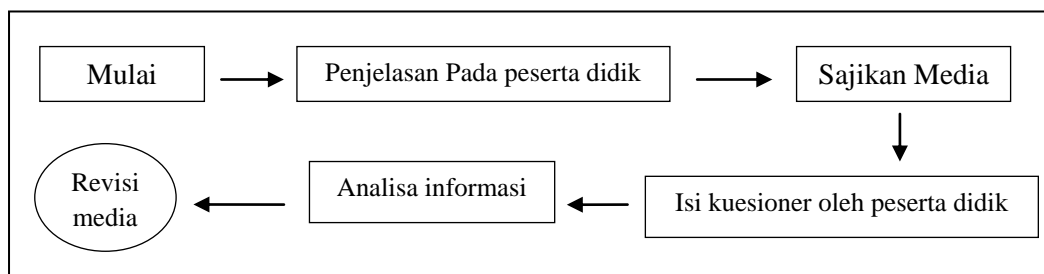 Mulai
Penjelasan Pada peserta didik
Sajikan Media
Isi kuesioner oleh peserta didik
Analisa informasi
Revisi
media